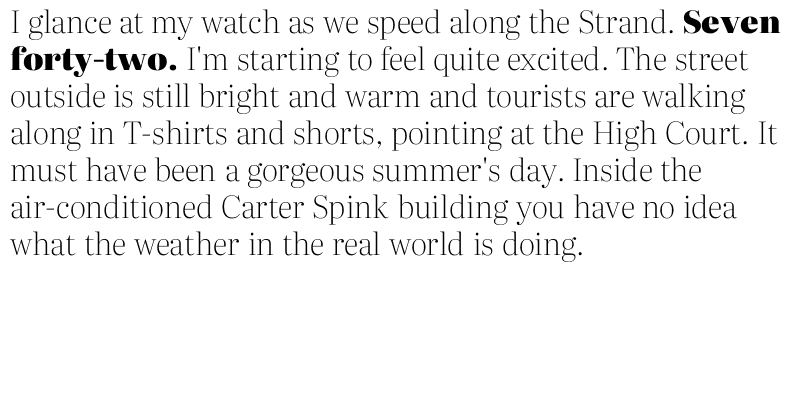 I glance at my watch as we speed along the Strand. Seven
forty-two. I'm starting to feel quite excited. The street
outside is still bright and warm and tourists are walking
along in T-shirts and shorts, pointing at the High Court. It
must have been a gorgeous summer's day. Inside the
air-conditioned Carter Spink building you have no idea
what the weather in the real world is doing.